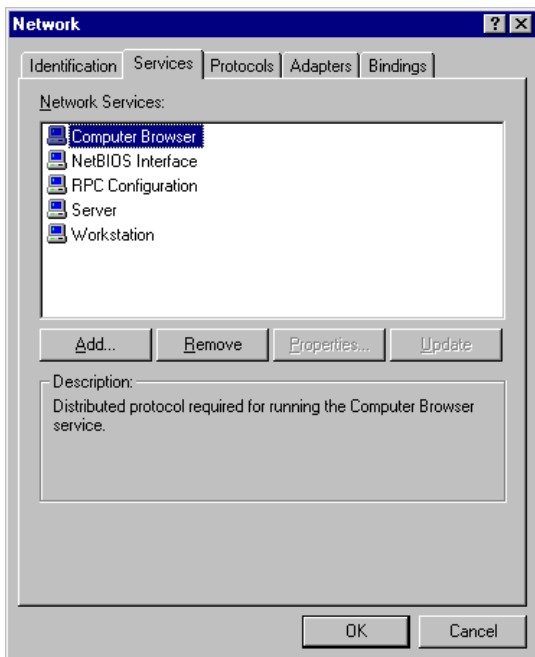 Network
Identification Services Protocols Adapters Bindings
Network Services:
Computer Browser
NetBIOS Interface
RPC Configuration
Server
Workstation
Add... Remove Properties... Update
Description:
Distributed protocol required for running the Computer Browser
service.
OK Cancel